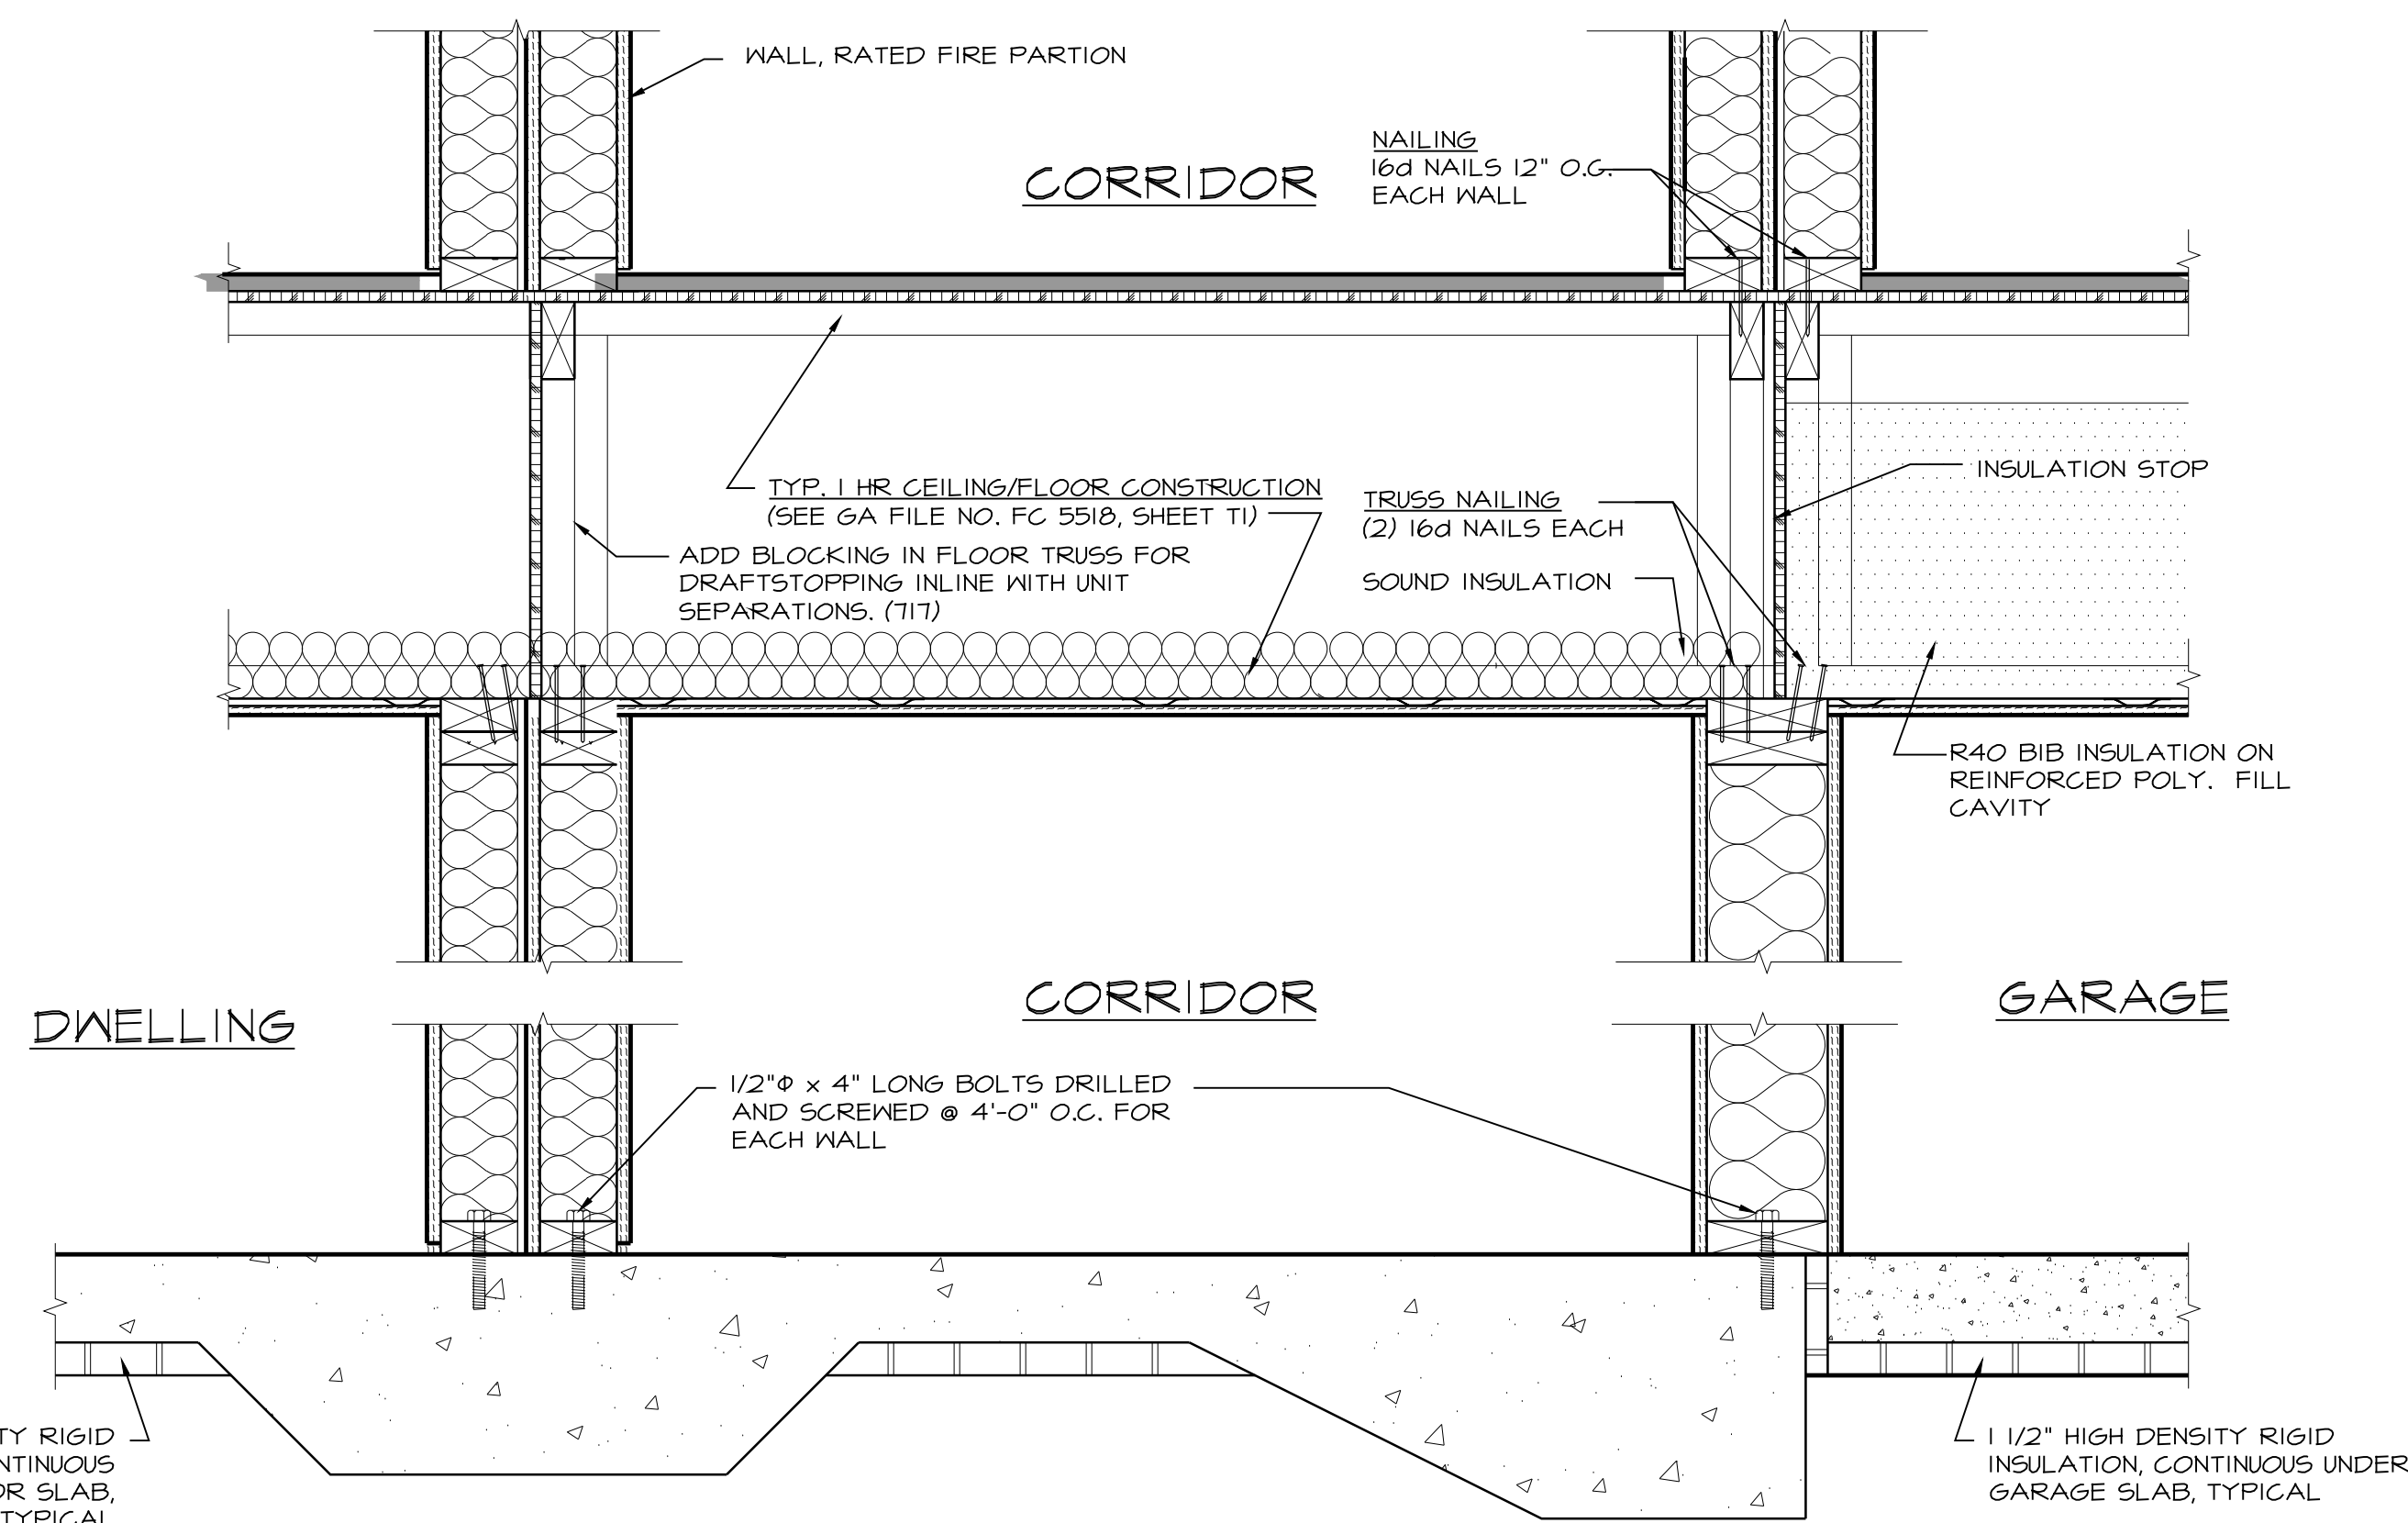 WALL, RATED FIRE PARTION
NAILING
16d NAILS 12" O.C.
EACH WALL
CORRIDOR
TYP. 1 HR CEILING/FLOOR CONSTRUCTION
(SEE GA FILE NO. FC 5518, SHEET T1)
ADD BLOCKING IN FLOOR TRUSS FOR
DRAFTSTOPPING INLINE WITH UNIT
SEPARATIONS. (717)
TRUSS NAILING
(2) 16d NAILS EACH
SOUND INSULATION
INSULATION STOP
R40 BIB INSULATION ON
REINFORCED POLY. FILL
CAVITY
DWELLING
CORRIDOR
GARAGE
1/2"Φ x 4" LONG BOLTS DRILLED
AND SCREWED @ 4'-0" O.C. FOR
EACH WALL
TY RIGID
NTINUOUS
OR SLAB,
TYPICAL
1 1/2" HIGH DENSITY RIGID
INSULATION, CONTINUOUS UNDER
GARAGE SLAB, TYPICAL